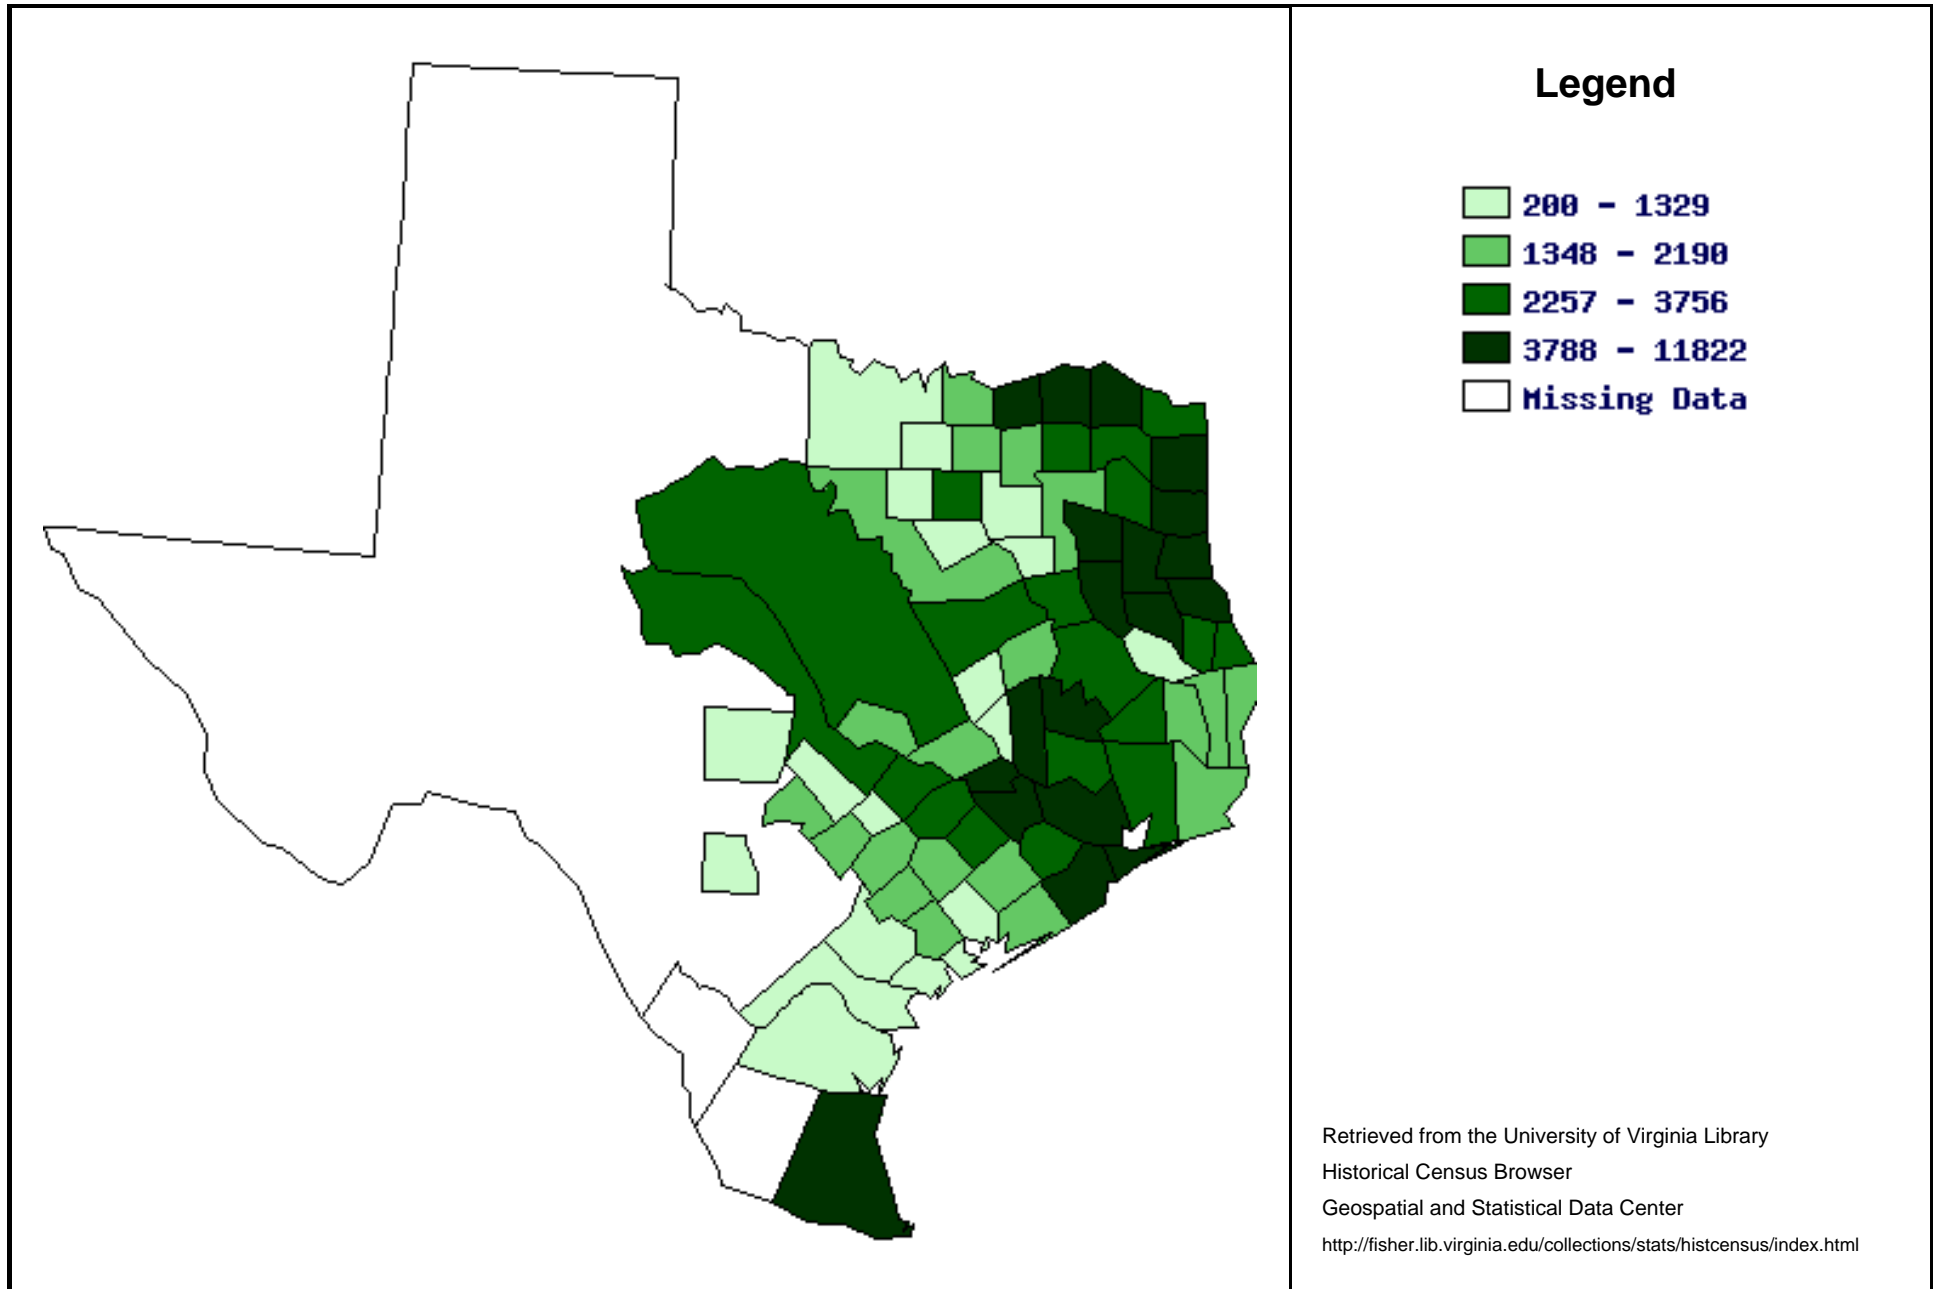 Legend
200 - 1329
1348 - 2190
2257 - 3756
3788 - 11822
Missing Data
Retrieved from the University of Virginia Library
Historical Census Browser
Geospatial and Statistical Data Center
http://fisher.lib.virginia.edu/collections/stats/histcensus/index.html